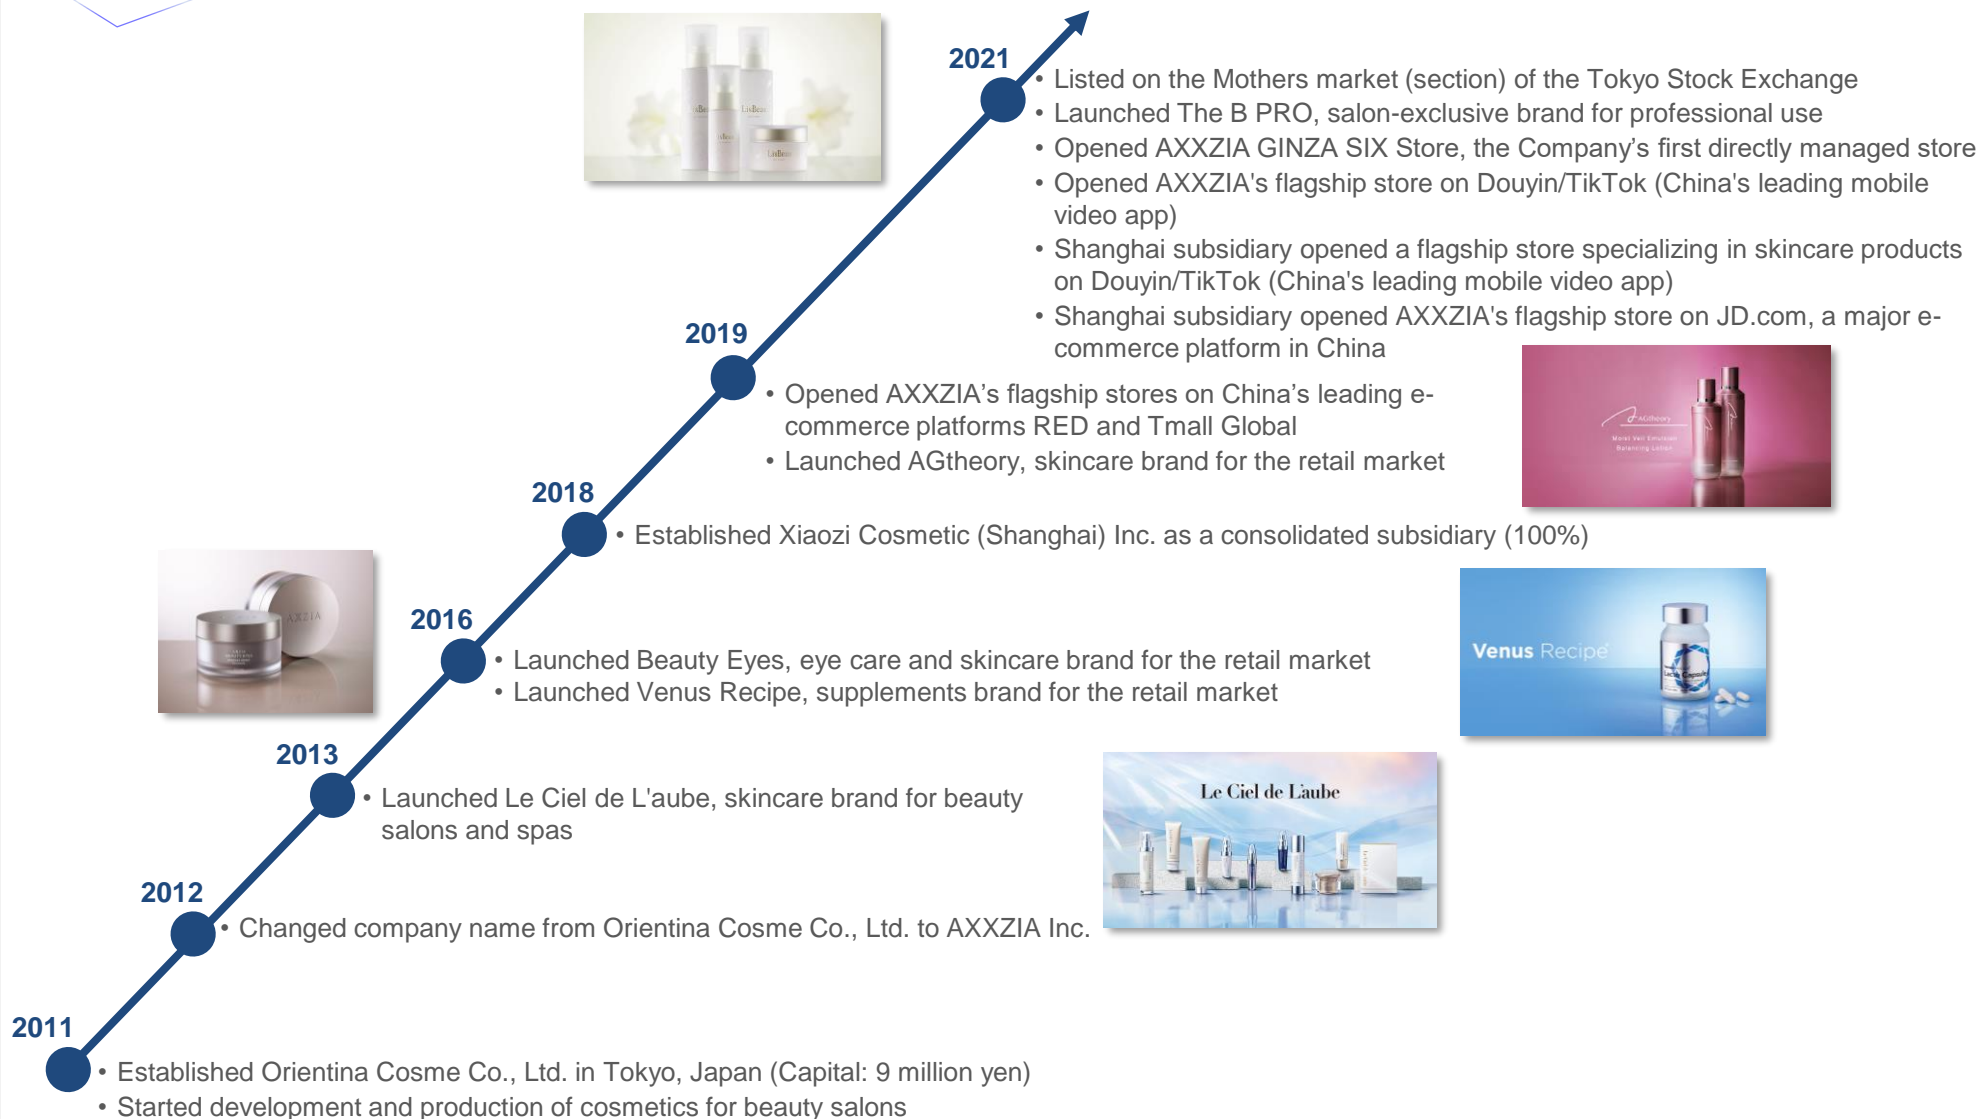 2021
• Listed on the Mothers market (section) of the Tokyo Stock Exchange
• Launched The B PRO, salon-exclusive brand for professional use
• Opened AXXZIA GINZA SIX Store, the Company’s first directly managed store
• Opened AXXZIA's flagship store on Douyin/TikTok (China's leading mobile
video app)
• Shanghai subsidiary opened a flagship store specializing in skincare products
on Douyin/TikTok (China's leading mobile video app)
• Shanghai subsidiary opened AXXZIA's flagship store on JD.com, a major e-
commerce platform in China
2019
• Opened AXXZIA’s flagship stores on China’s leading e-
commerce platforms RED and Tmall Global
• Launched AGtheory, skincare brand for the retail market
AGtheory
Moist Veil Emulsion
Balancing Lotion
2018
• Established Xiaozi Cosmetic (Shanghai) Inc. as a consolidated subsidiary (100%)
AXXZIA
2016
• Launched Beauty Eyes, eye care and skincare brand for the retail market
• Launched Venus Recipe, supplements brand for the retail market
Venus Recipe
2013
• Launched Le Ciel de L'aube, skincare brand for beauty
salons and spas
Le Ciel de L'aube
2012
• Changed company name from Orientina Cosme Co., Ltd. to AXXZIA Inc.
2011
• Established Orientina Cosme Co., Ltd. in Tokyo, Japan (Capital: 9 million yen)
• Started development and production of cosmetics for beauty salons